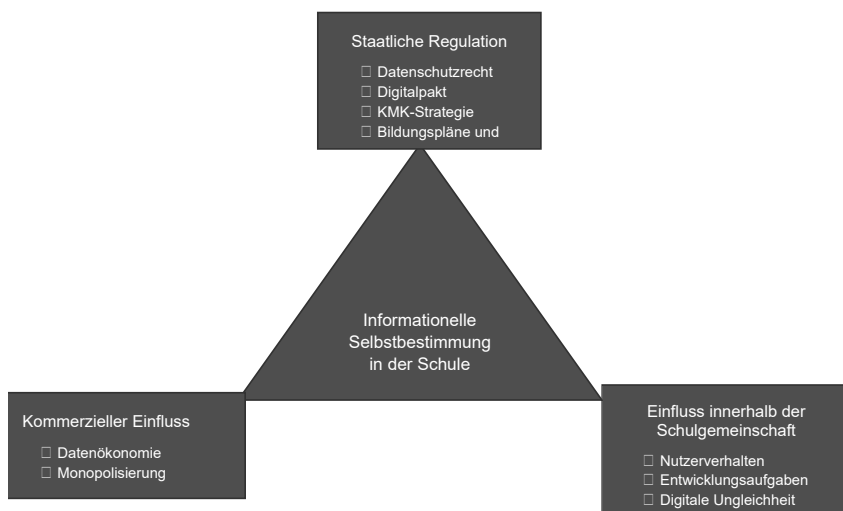 Staatliche Regulation
Datenschutzrecht
Digitalpakt
KMK-Strategie
Bildungspläne und
Informationelle
Selbstbestimmung
in der Schule
Kommerzieller Einfluss
Datenökonomie
Monopolisierung
Einfluss innerhalb der
Schulgemeinschaft
Nutzerverhalten
Entwicklungsaufgaben
Digitale Ungleichheit